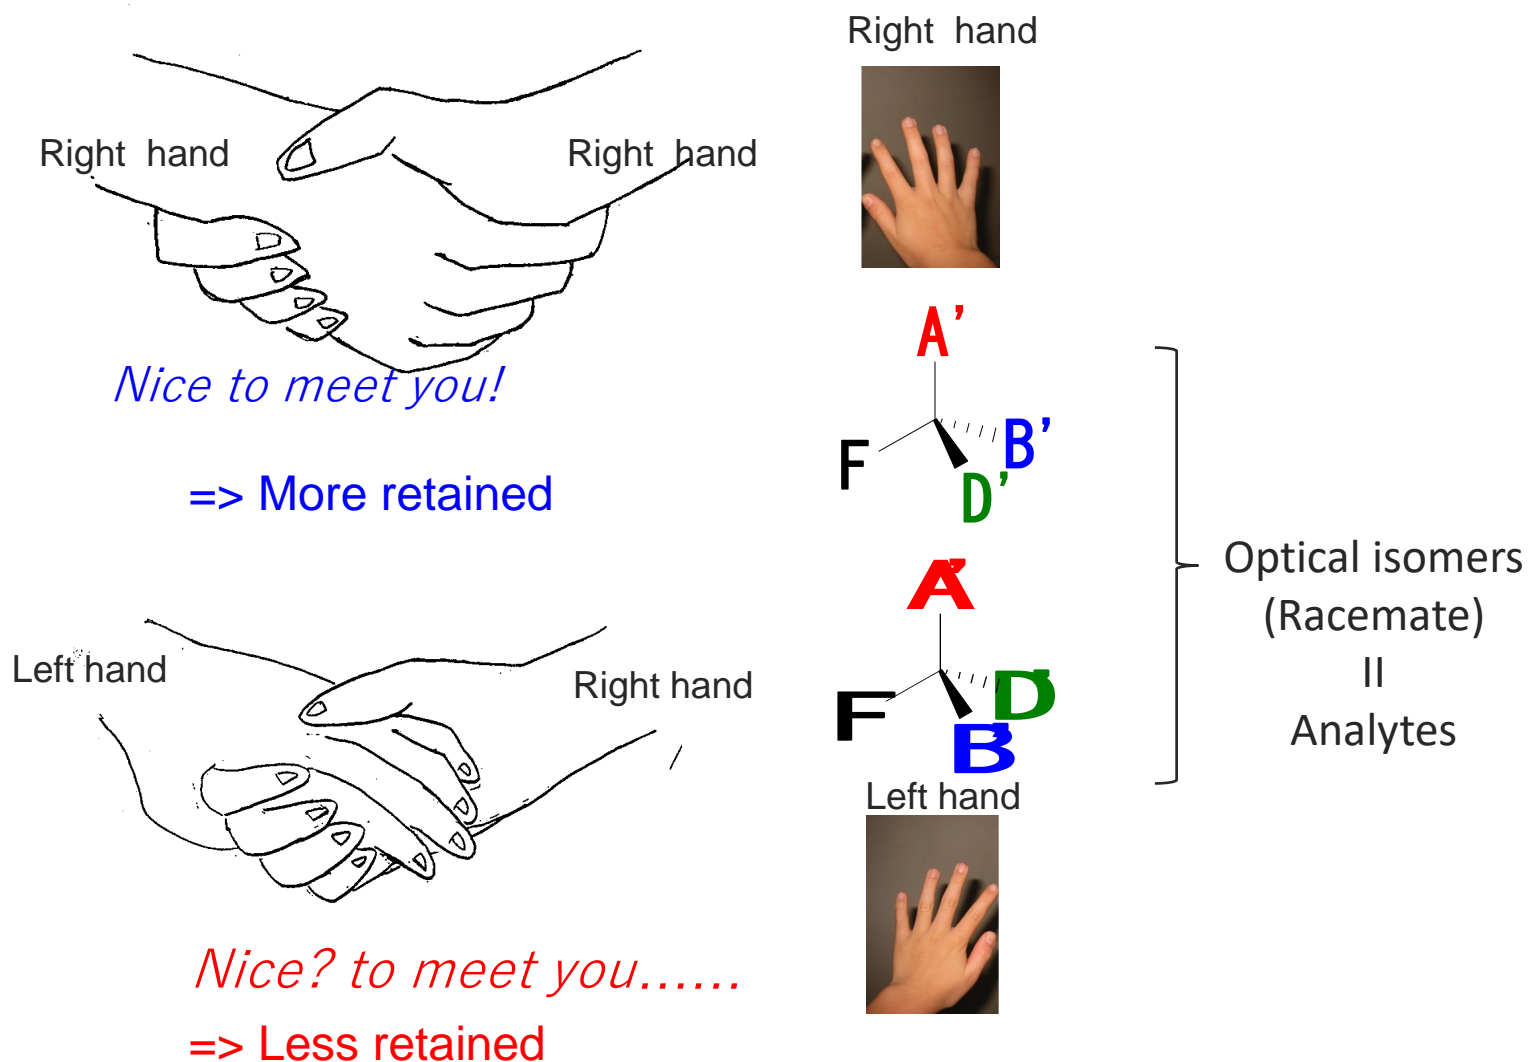 Right hand
Right hand
Right hand
Nice to meet you!
=> More retained
A'
F
B'
D'
Left hand
Right hand
Nice? to meet you......
=> Less retained
A'
F
D'
B'
Left hand
Optical isomers
(Racemate)
II
Analytes